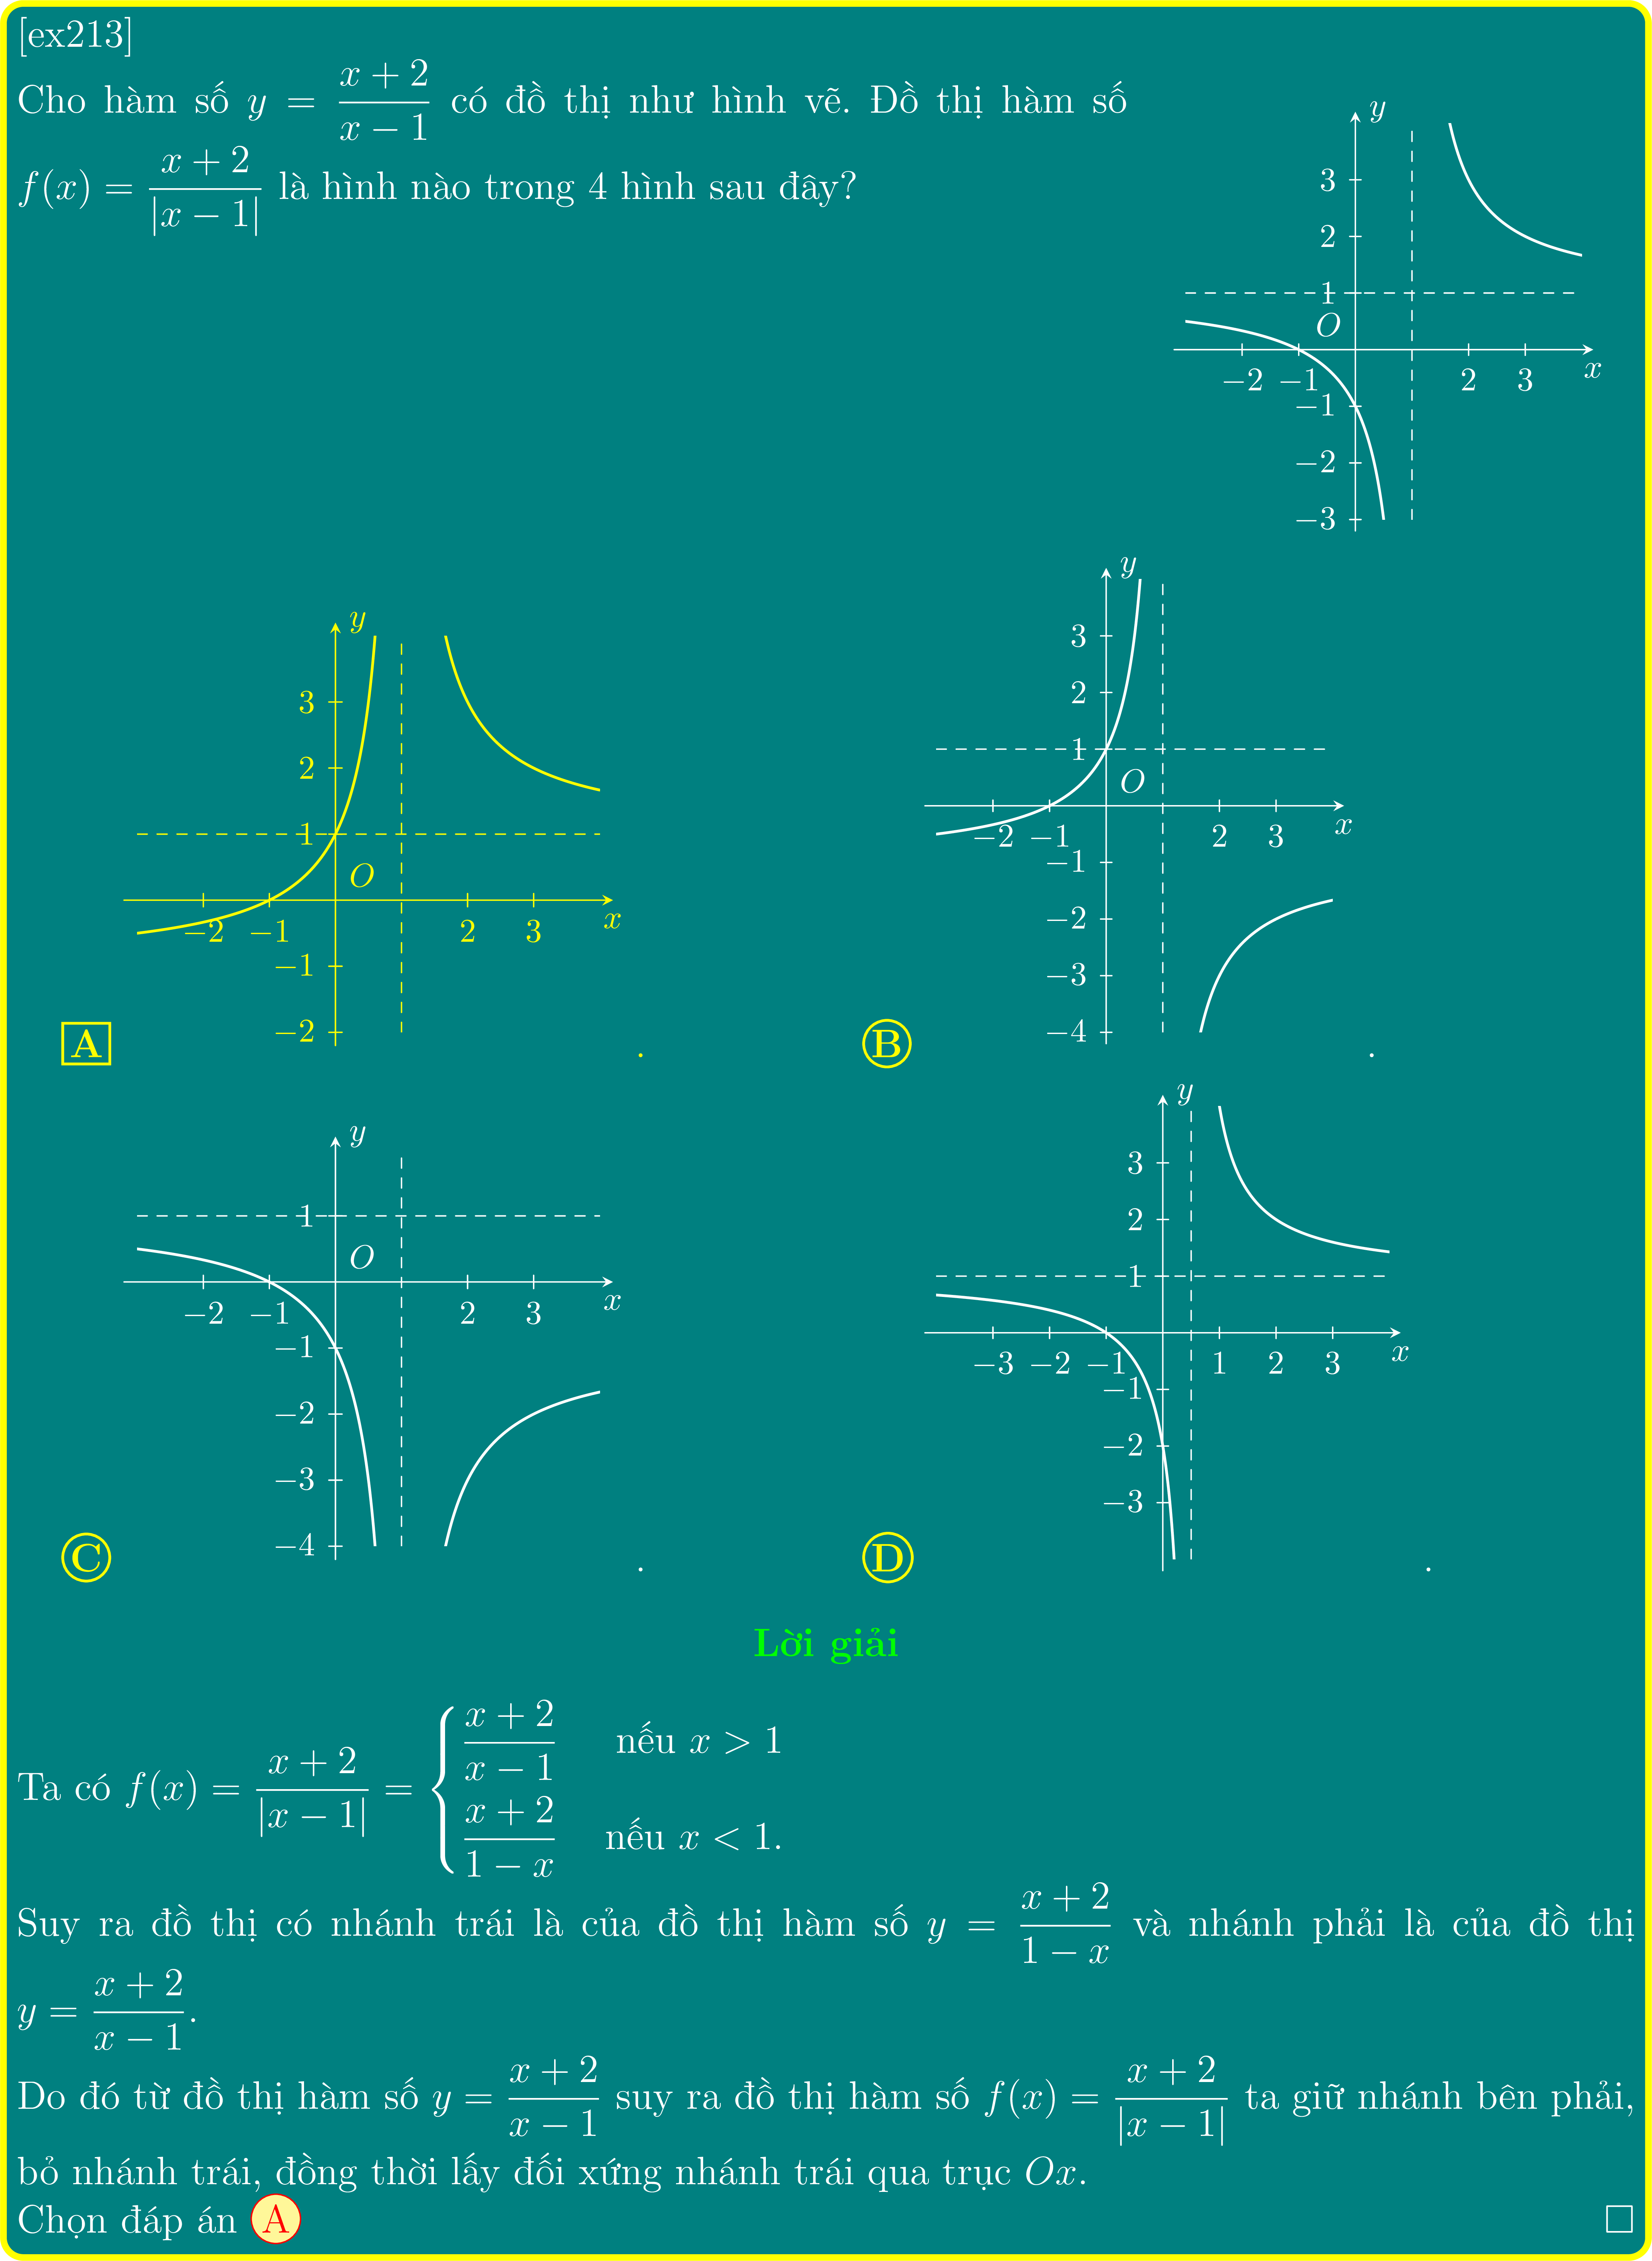 [ex213]
Cho hàm số y = \frac{x+2}{x-1} có đồ thị như hình vẽ. Đồ thị hàm số
f(x) = \frac{x+2}{|x-1|} là hình nào trong 4 hình sau đây?
y
3
2
1
O
−2 −1 2 3 x
−1
−2
−3
y
3
2
1
O
−2 −1 2 3 x
−1
−2
A .
y
3
2
1
O
−2 −1 2 3 x
−1
−2
−3
−4
B .
y
1
O
−2 −1 2 3 x
−1
−2
−3
−4
C .
y
3
2
1
−3 −2 −1 1 2 3 x
−1
−2
−3
D .
Lời giải
Ta có f(x) = \frac{x+2}{|x-1|} = \begin{cases} \frac{x+2}{x-1} & nếu x > 1 \\ \frac{x+2}{1-x} & nếu x < 1. \end{cases}
Suy ra đồ thị có nhánh trái là của đồ thị hàm số y = \frac{x+2}{1-x} và nhánh phải là của đồ thị
y = \frac{x+2}{x-1}.
Do đó từ đồ thị hàm số y = \frac{x+2}{x-1} suy ra đồ thị hàm số f(x) = \frac{x+2}{|x-1|} ta giữ nhánh bên phải,
bỏ nhánh trái, đồng thời lấy đối xứng nhánh trái qua trục Ox.
Chọn đáp án A □